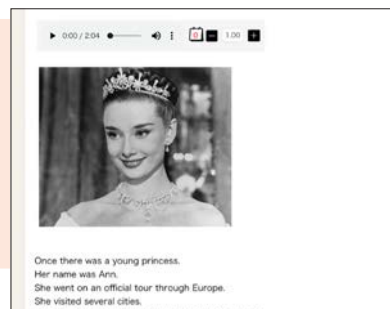 0:00 / 2:04 0 1.00
Once there was a young princess.
Her name was Ann.
She went on an official tour through Europe.
She visited several cities.